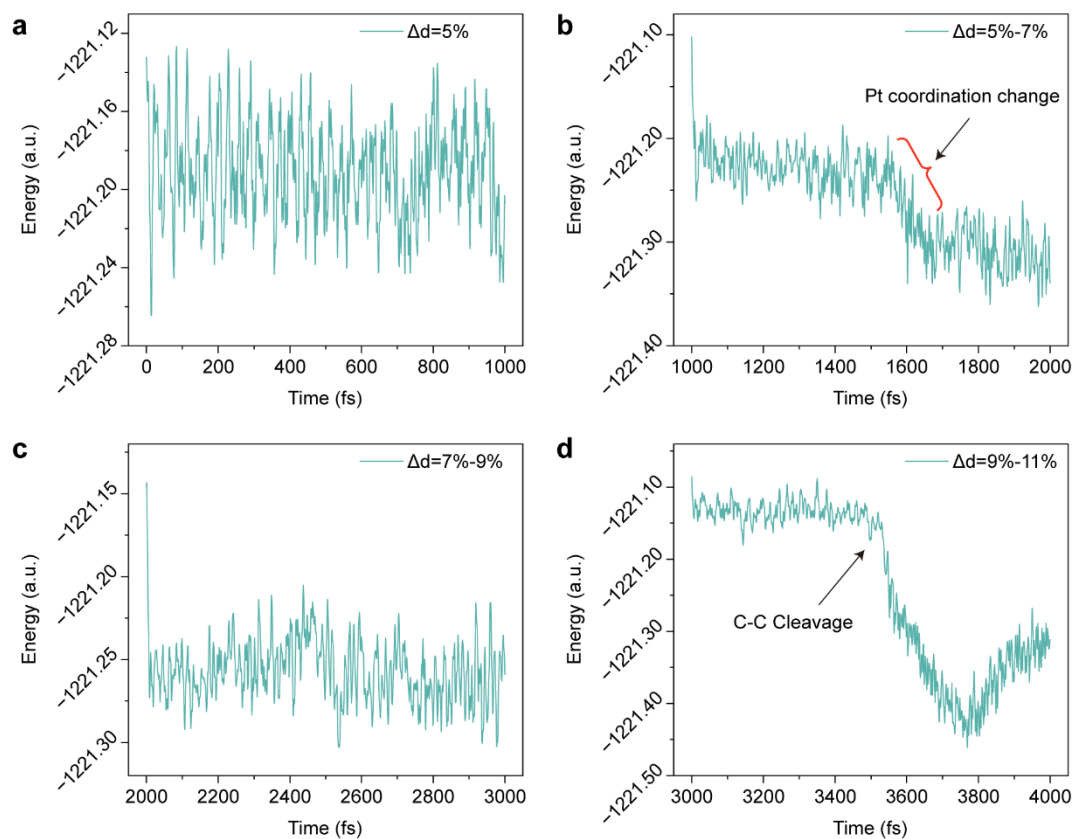 a
Δd=5%
−1221.12
−1221.16
−1221.20
−1221.24
−1221.28
Energy (a.u.)
0 200 400 600 800 1000
Time (fs)
b
Δd=5%-7%
Pt coordination change
−1221.10
−1221.20
−1221.30
−1221.40
Energy (a.u.)
1000 1200 1400 1600 1800 2000
Time (fs)
c
Δd=7%-9%
−1221.15
−1221.20
−1221.25
−1221.30
Energy (a.u.)
2000 2200 2400 2600 2800 3000
Time (fs)
d
Δd=9%-11%
−1221.10
−1221.20
−1221.30
−1221.40
−1221.50
C-C Cleavage
Energy (a.u.)
3000 3200 3400 3600 3800 4000
Time (fs)